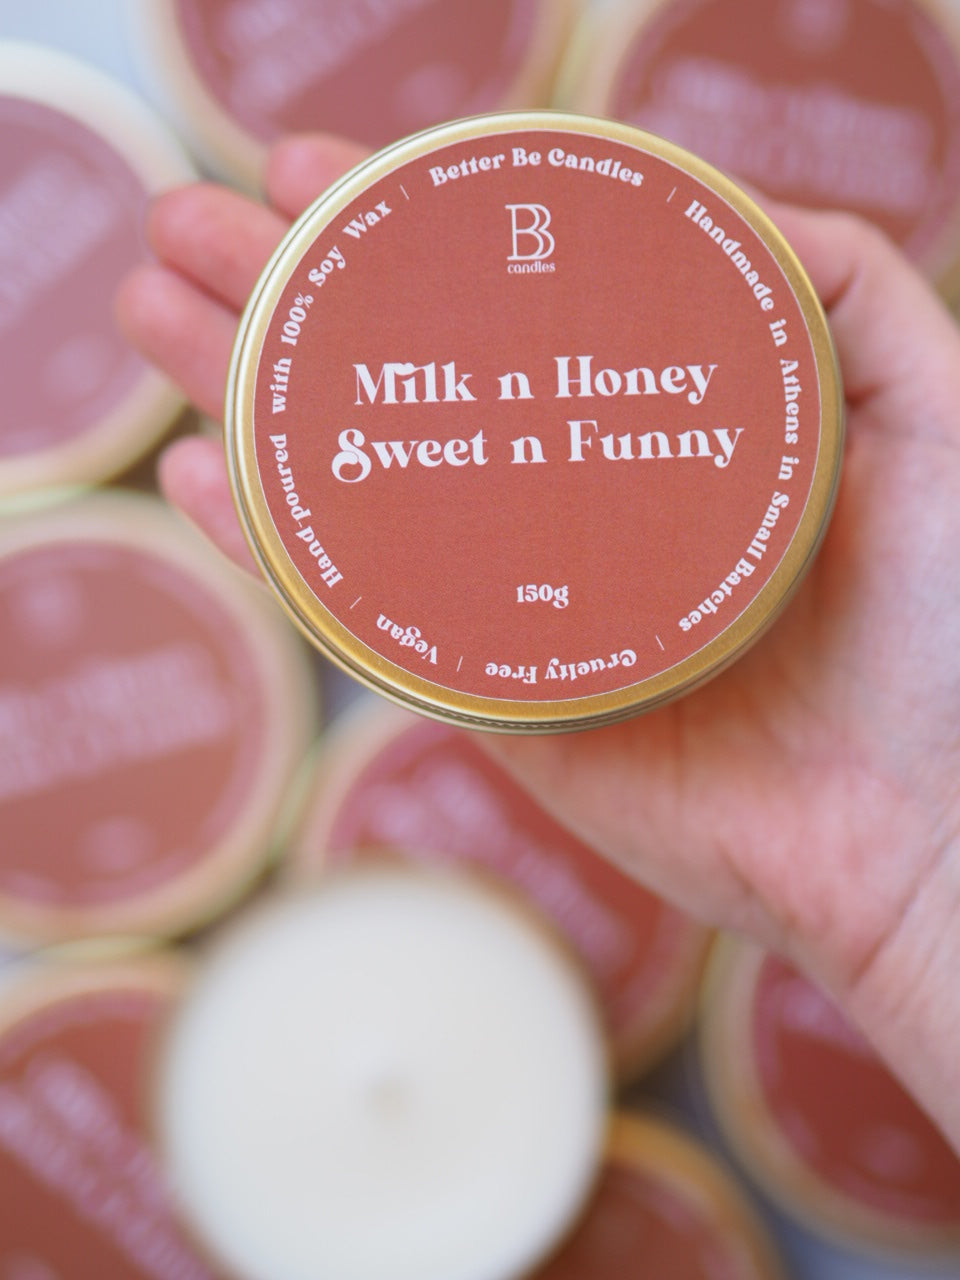 Better Be Candles | Handmade in Athens in Small Batches | Cruelty Free | Vegan | Hand-poured with 100% Soy Wax
BB
candles
Milk n Honey
Sweet n Funny
150g